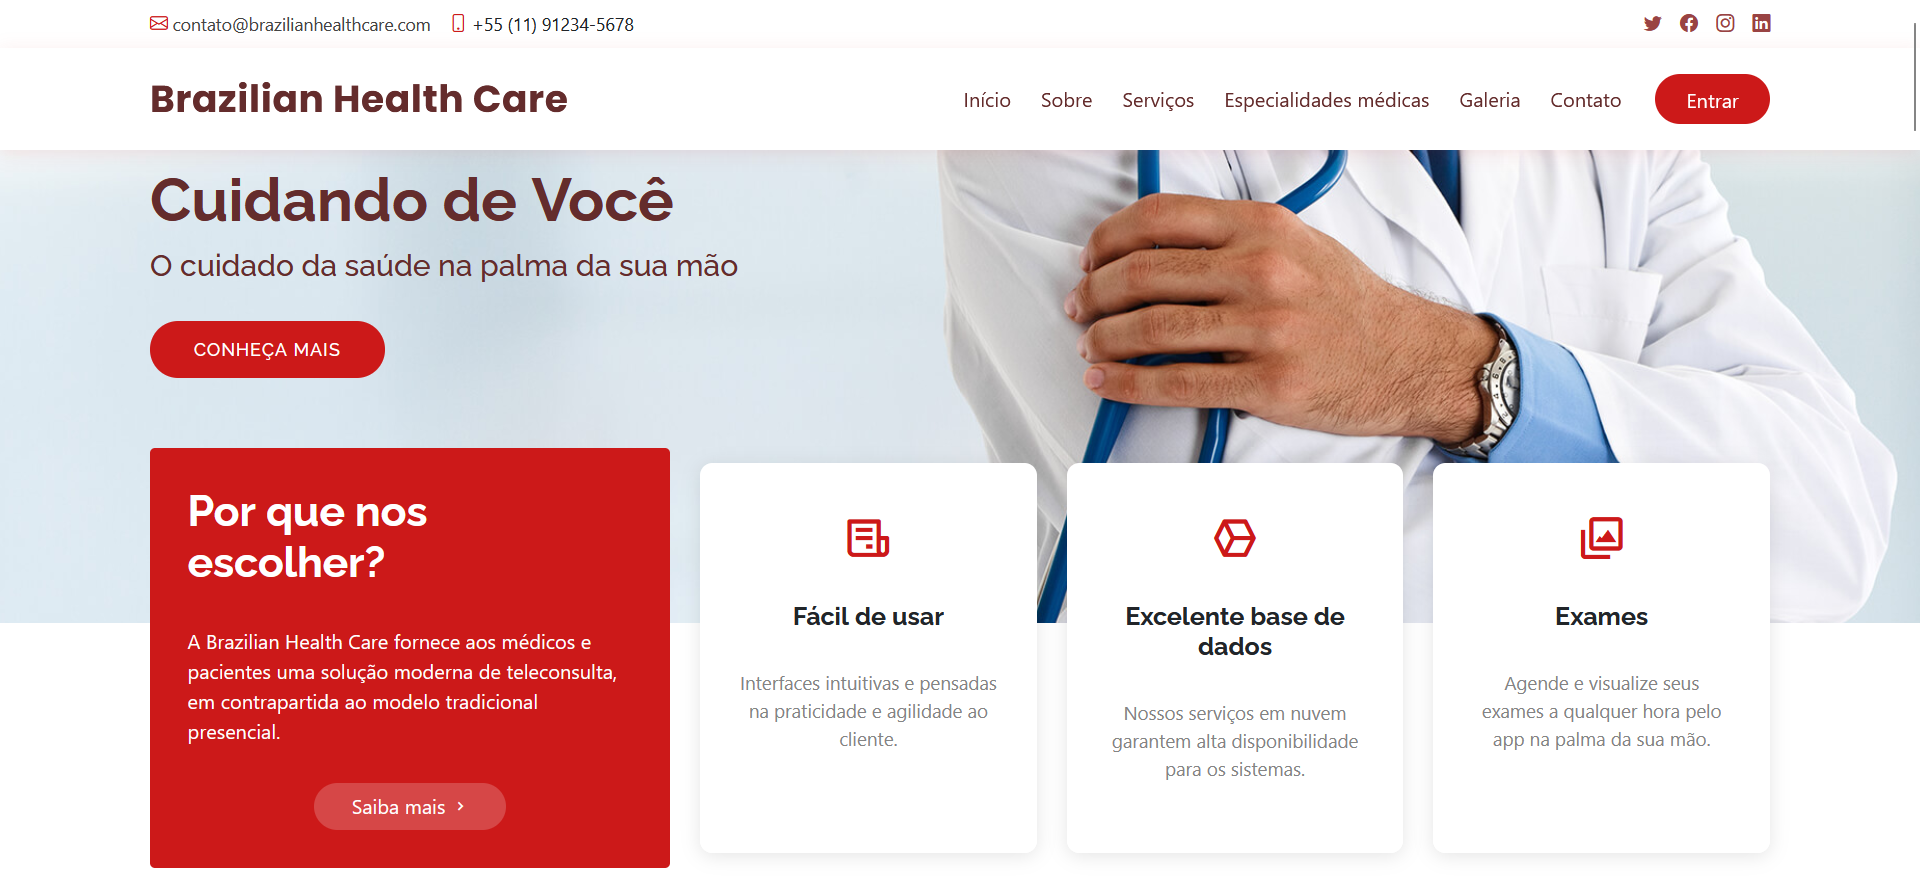 contato@brazilianhealthcare.com +55 (11) 91234-5678
Brazilian Health Care
Início Sobre Serviços Especialidades médicas Galeria Contato Entrar
Cuidando de Você
O cuidado da saúde na palma da sua mão
CONHEÇA MAIS
Por que nos
escolher?
A Brazilian Health Care fornece aos médicos e
pacientes uma solução moderna de teleconsulta,
em contrapartida ao modelo tradicional
presencial.
Saiba mais
Fácil de usar
Interfaces intuitivas e pensadas
na praticidade e agilidade ao
cliente.
Excelente base de
dados
Nossos serviços em nuvem
garantem alta disponibilidade
para os sistemas.
Exames
Agende e visualize seus
exames a qualquer hora pelo
app na palma da sua mão.